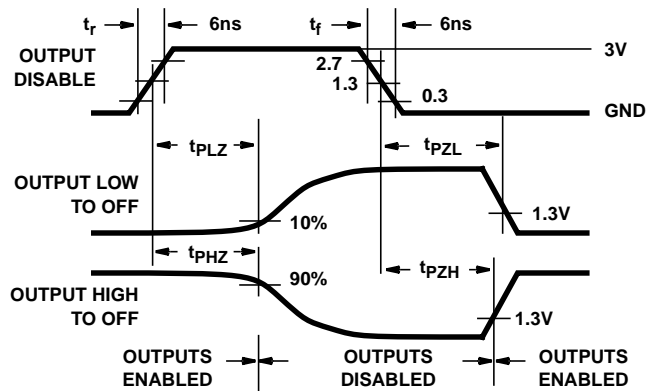 tr 6ns tf 6ns
OUTPUT
DISABLE
3V
2.7
1.3
0.3
GND
tPLZ tPZL
OUTPUT LOW
TO OFF
10%
1.3V
tPHZ tPZH
90%
OUTPUT HIGH
TO OFF
1.3V
OUTPUTS
ENABLED
OUTPUTS
DISABLED
OUTPUTS
ENABLED